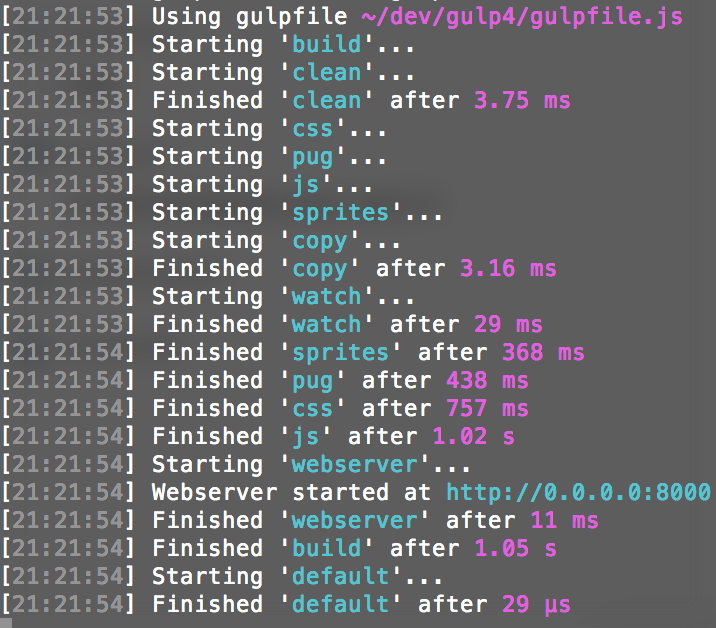 [21:21:53] Using gulpfile ~/dev/gulp4/gulpfile.js
[21:21:53] Starting 'build'...
[21:21:53] Starting 'clean'...
[21:21:53] Finished 'clean' after 3.75 ms
[21:21:53] Starting 'css'...
[21:21:53] Starting 'pug'...
[21:21:53] Starting 'js'...
[21:21:53] Starting 'sprites'...
[21:21:53] Starting 'copy'...
[21:21:53] Finished 'copy' after 3.16 ms
[21:21:53] Starting 'watch'...
[21:21:53] Finished 'watch' after 29 ms
[21:21:54] Finished 'sprites' after 368 ms
[21:21:54] Finished 'pug' after 438 ms
[21:21:54] Finished 'css' after 757 ms
[21:21:54] Finished 'js' after 1.02 s
[21:21:54] Starting 'webserver'...
[21:21:54] Webserver started at http://0.0.0.0:8000
[21:21:54] Finished 'webserver' after 11 ms
[21:21:54] Finished 'build' after 1.05 s
[21:21:54] Starting 'default'...
[21:21:54] Finished 'default' after 29 μs